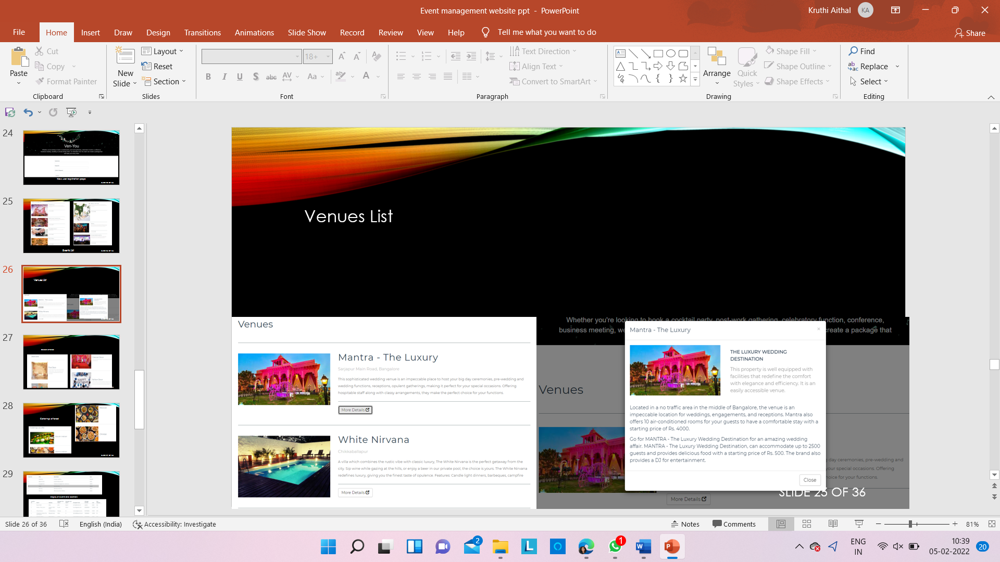 Event management website ppt - PowerPoint
Kruthi Aithal
KA
File
Home
Insert
Draw
Design
Transitions
Animations
Slide Show
Record
Review
View
Help
Tell me what you want to do
Share
Paste
Cut
Copy
Format Painter
Clipboard
New
Slide
Layout
Reset
Section
Slides
18+
B I U S abc AV Aa A
Font
Text Direction
Align Text
Convert to SmartArt
Paragraph
Arrange
Quick
Styles
Shape Fill
Shape Outline
Shape Effects
Drawing
Find
Replace
Select
Editing
24
Ven-You
New user registration page
25
Events List
26
Venues List
27
28
29
Venues List
Venues
Mantra - The Luxury
Sarjapur Main Road, Bangalore
This sophisticated wedding venue is an impeccable place to host your big day ceremonies, pre-wedding and
wedding functions, receptions, opulent gatherings, making it perfect for your special occasions. Offering
hospitable staff along with classy arrangements, they make the perfect choice for your functions.
More Details
White Nirvana
Chikkaballapur
A villa which combines the rustic vibe with classic luxury, The White Nirvana is the perfect getaway from the
city. Sip wine while gazing at the hills, or enjoy a beer in our private pool, the choice is yours. The White Nirvana
redefines luxury, giving you the finest taste of opulence. Features: Candle light dinners, barbeques, campfire
More Details
Whether you're looking to book a cocktail party, post-work gathering, celebratory function, conference,
business meeting, we
create a package that
Venues
Mantra - The Luxury
×
THE LUXURY WEDDING
DESTINATION
This property is well equipped with
facilities that redefine the comfort
with elegance and efficiency. It is an
easily accessible venue.
Located in a no traffic area in the middle of Bangalore, the venue is an
impeccable location for weddings, engagements, and receptions. Mantra also
offers 10 air-conditioned rooms for your guests to have a comfortable stay with a
starting price of Rs. 4000.
Go for MANTRA - The Luxury Wedding Destination for an amazing wedding
affair. MANTRA - The Luxury Wedding Destination, can accommodate up to 2500
guests and provides delicious food with a starting price of Rs. 500. The brand also
provides a DJ for entertainment.
Close
day ceremonies, pre-wedding and
your special occasions. Offering
choice for your functions.
More Details
SLIDE 25 OF 36
Slide 26 of 36
English (India)
Accessibility: Investigate
Notes
Comments
81%
2
1
ENG
IN
10:39
05-02-2022
20